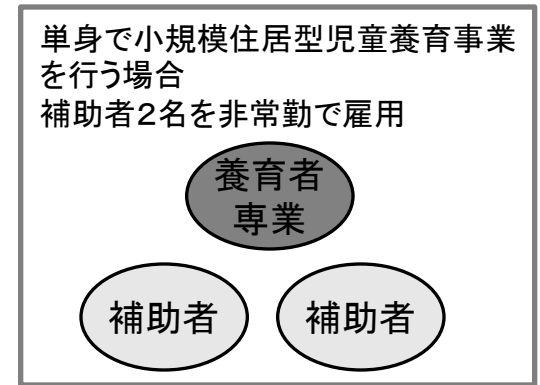 単身で小規模住居型児童養育事業
を行う場合
補助者２名を非常勤で雇用
養育者
専業
補助者
補助者